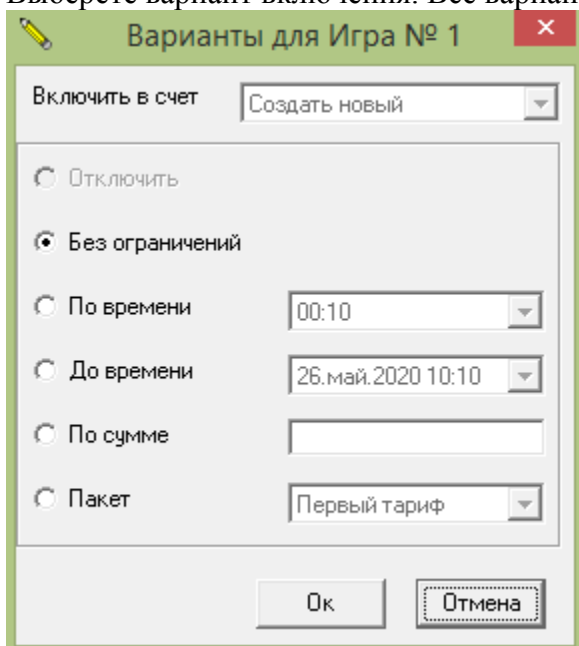 Варианты для Игра № 1
Включить в счет Создать новый
Отключить
Без ограничений
По времени 00:10
До времени 26.май.2020 10:10
По сумме
Пакет Первый тариф
Ок Отмена